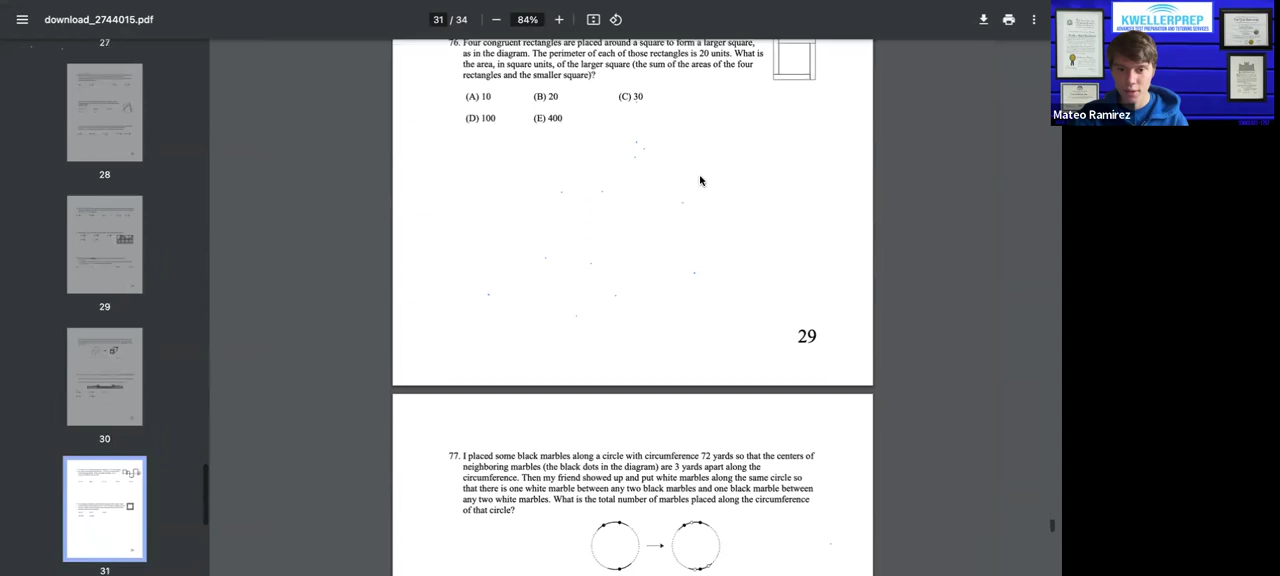 download_2744015.pdf
31 / 34
84%
KWELLERPREP
ADVANCED TEST PREPARATION AND TUTORING SERVICES
Mateo Ramirez
27
28
29
30
31
76. Four congruent rectangles are placed around a square to form a larger square,
as in the diagram. The perimeter of each of those rectangles is 20 units. What is
the area, in square units, of the larger square (the sum of the areas of the four
rectangles and the smaller square)?
(A) 10 (B) 20 (C) 30
(D) 100 (E) 400
29
77. I placed some black marbles along a circle with circumference 72 yards so that the centers of
neighboring marbles (the black dots in the diagram) are 3 yards apart along the
circumference. Then my friend showed up and put white marbles along the same circle so
that there is one white marble between any two black marbles and one black marble between
any two white marbles. What is the total number of marbles placed along the circumference
of that circle?